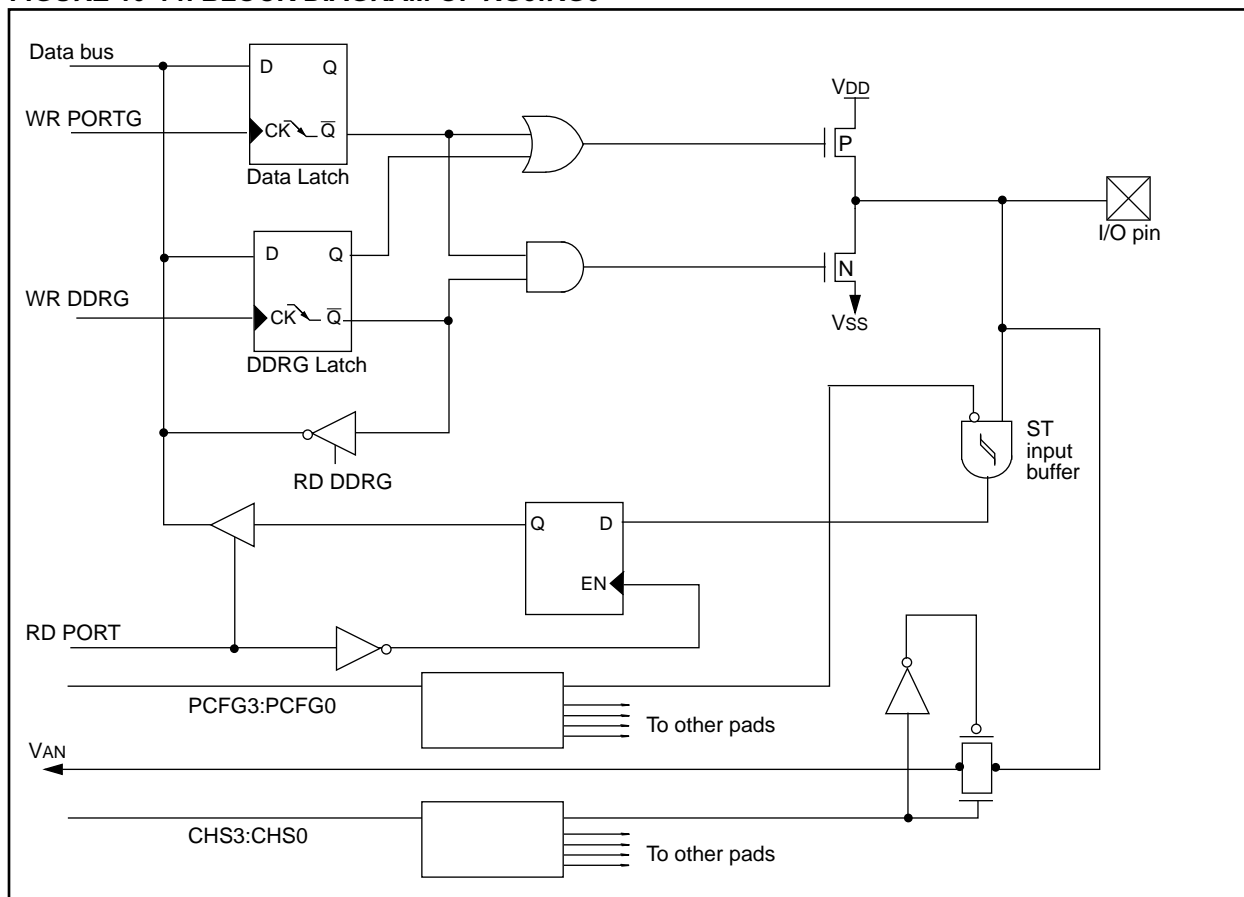 Data bus
D
Q
WR PORTG
CK
Q
Data Latch
VDD
P
I/O pin
D
Q
WR DDRG
CK
Q
DDRG Latch
N
VSS
ST
input
buffer
RD DDRG
Q
D
EN
RD PORT
PCFG3:PCFG0
To other pads
VAN
CHS3:CHS0
To other pads